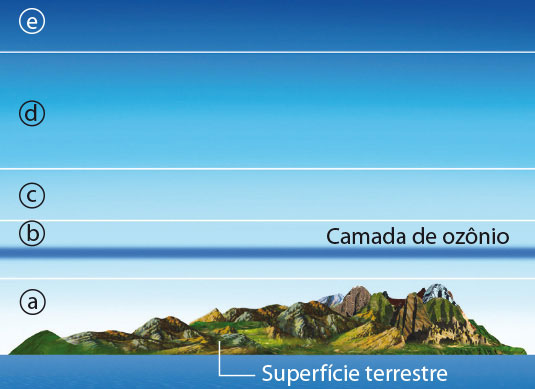 e
d
c
b
Camada de ozônio
a
Superfície terrestre